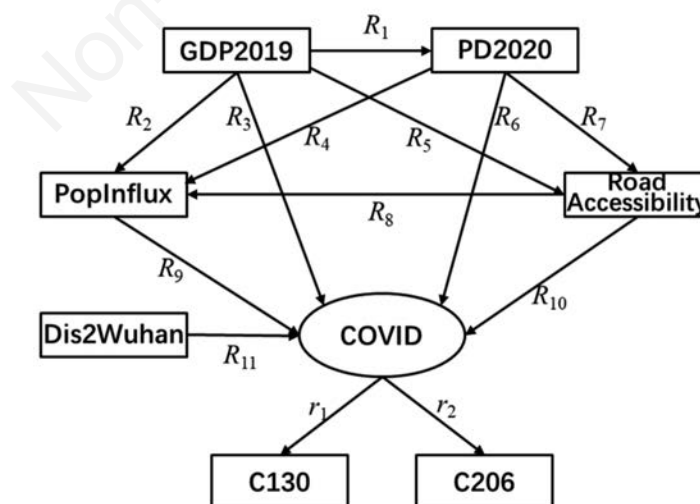 Non
R1
GDP2019
PD2020
R2
R3
R4
R5
R6
R7
PopInflux
Road
Accessibility
R8
R9
R10
Dis2Wuhan
R11
COVID
r1
r2
C130
C206